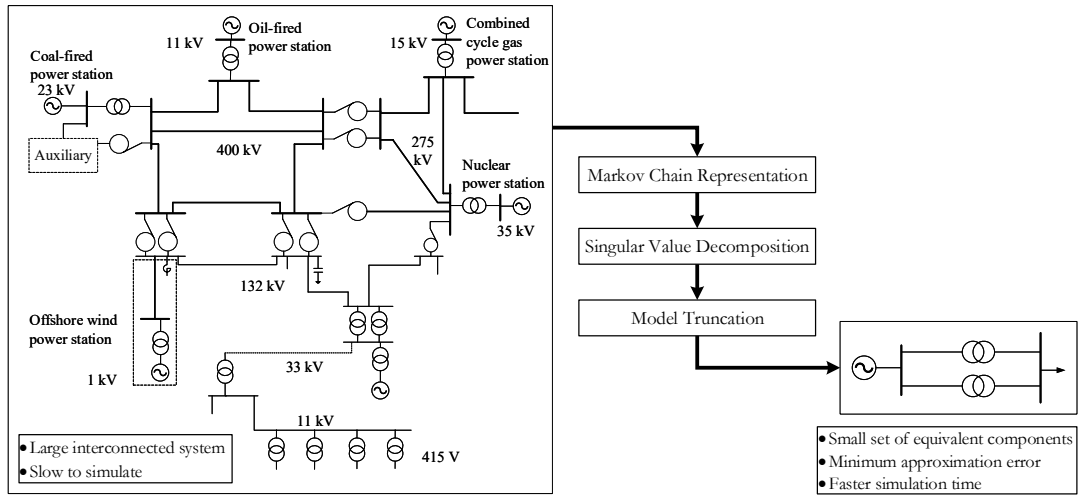 Oil-fired
power station
11 kV
Combined
cycle gas
power station
15 kV
Coal-fired
power station
23 kV
Auxiliary
400 kV
275
kV
Nuclear
power station
35 kV
132 kV
Offshore wind
power station
1 kV
33 kV
11 kV
415 V
● Large interconnected system
● Slow to simulate
Markov Chain Representation
Singular Value Decomposition
Model Truncation
● Small set of equivalent components
● Minimum approximation error
● Faster simulation time